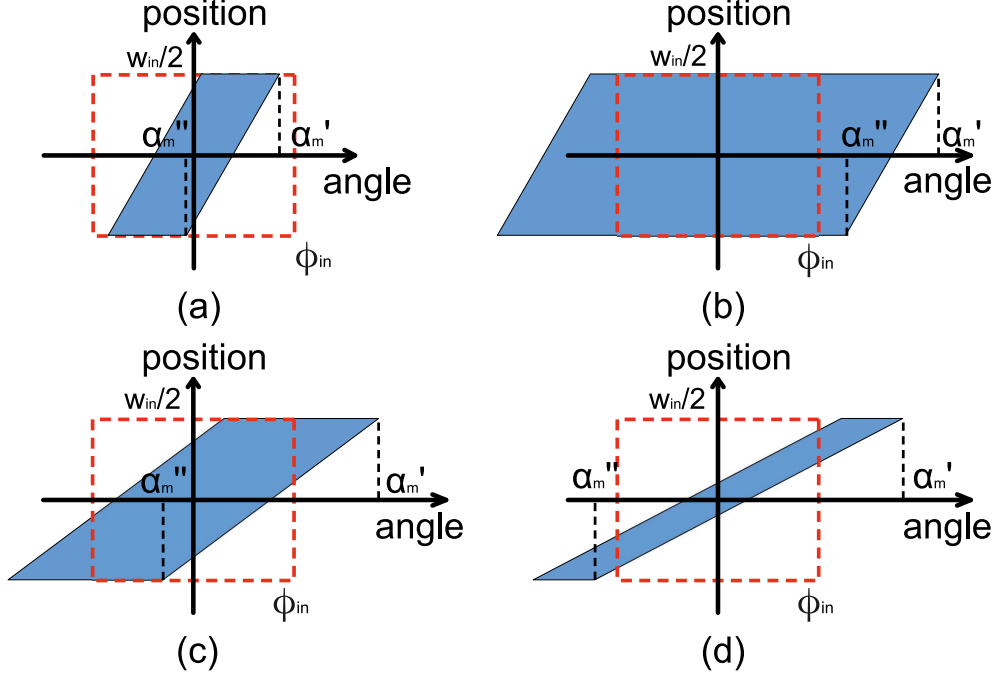 position
w_in/2
α_m''
α_m'
angle
ϕ_in
(a)
position
w_in/2
α_m''
α_m'
angle
ϕ_in
(b)
position
w_in/2
α_m''
α_m'
angle
ϕ_in
(c)
position
w_in/2
α_m''
α_m'
angle
ϕ_in
(d)